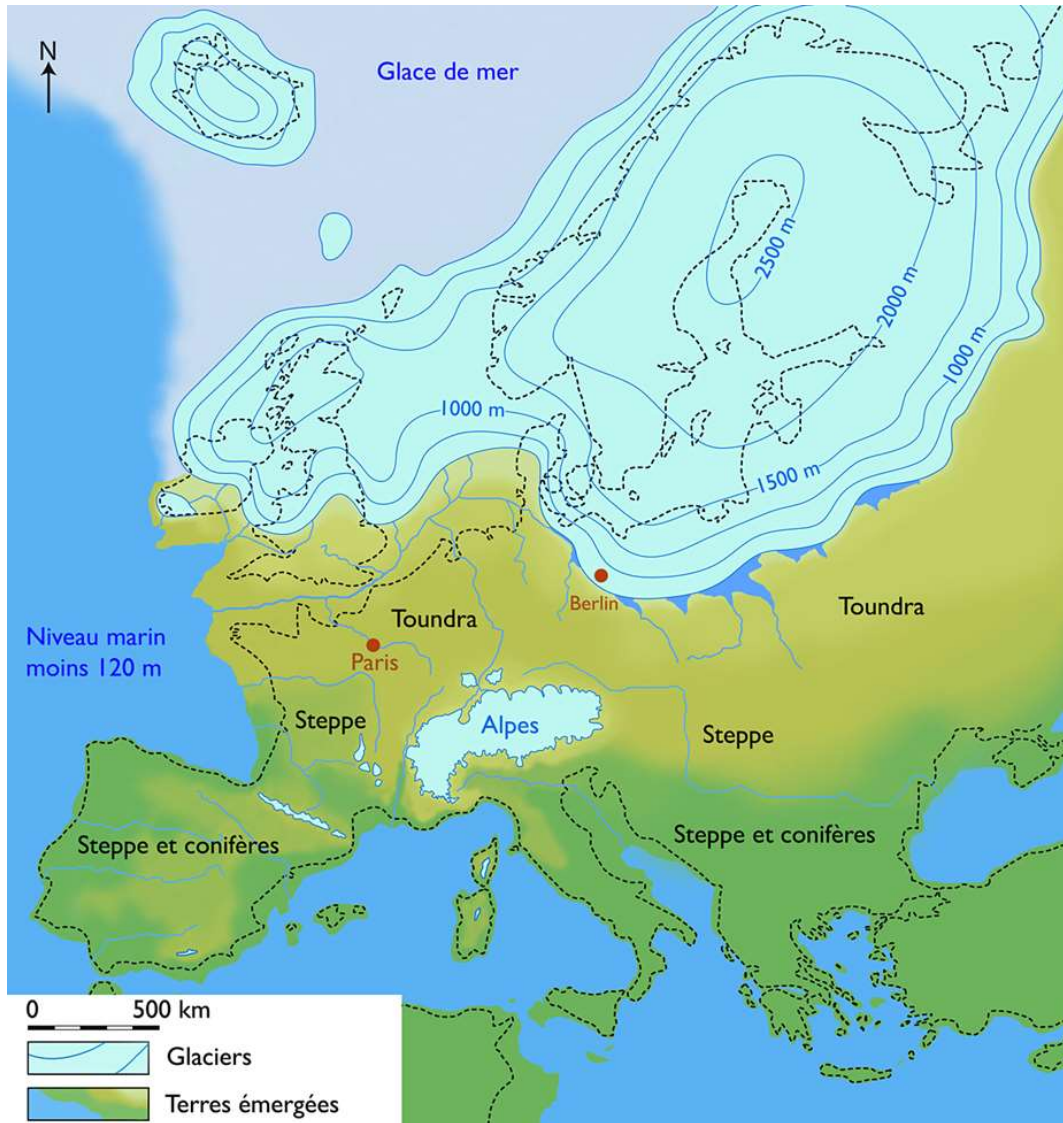 N
Glace de mer
2500 m
2000 m
1000 m
1000 m
1500 m
Berlin
Toundra
Toundra
Niveau marin
moins 120 m
Paris
Steppe
Alpes
Steppe
Steppe et conifères
Steppe et conifères
0 500 km
Glaciers
Terres émergées